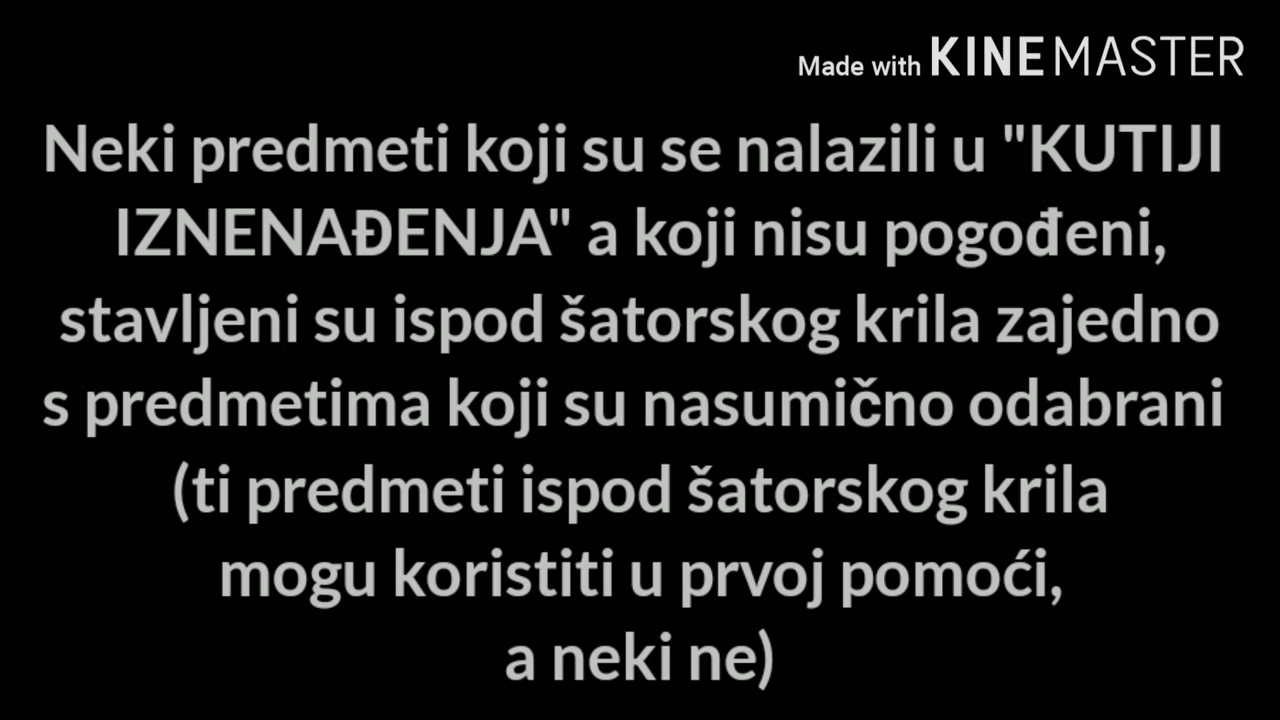 Made with KINEMASTER
Neki predmeti koji su se nalazili u "KUTIJI
IZNENAĐENJA" a koji nisu pogođeni,
stavljeni su ispod šatorskog krila zajedno
s predmetima koji su nasumično odabrani
(ti predmeti ispod šatorskog krila
mogu koristiti u prvoj pomoći,
a neki ne)